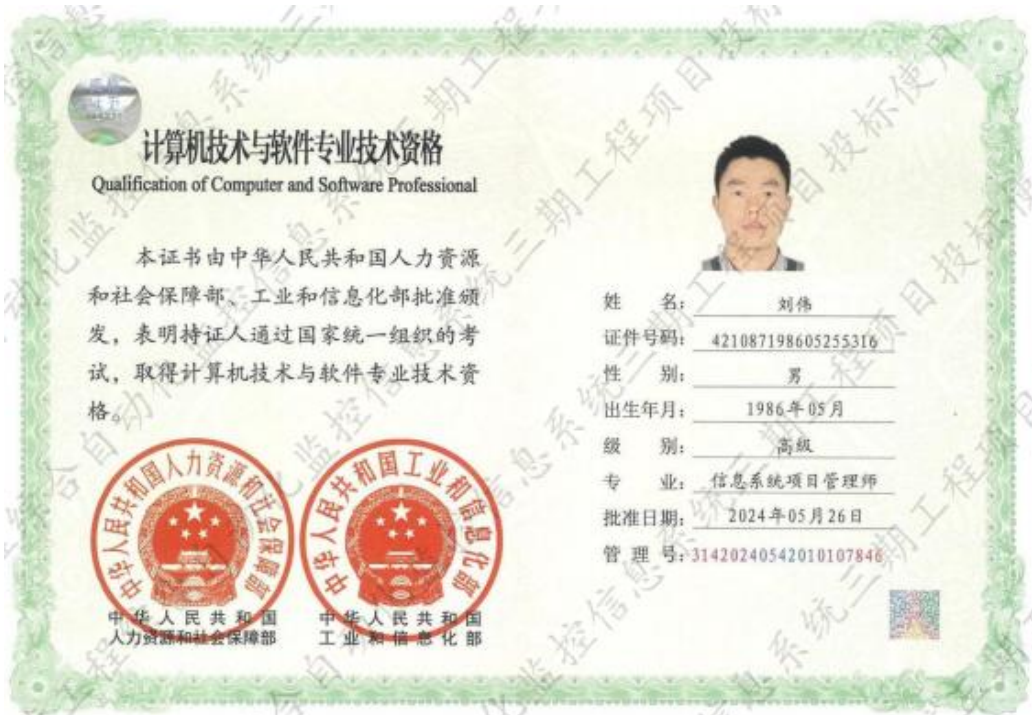 计算机技术与软件专业技术资格
Qualification of Computer and Software Professional
本证书由中华人民共和国人力资源
和社会保障部、工业和信息化部批准颁
发，表明持证人通过国家统一组织的考
试，取得计算机技术与软件专业技术资
格。
中华人民共和国人力资源和社会保障部
中华人民共和国工业和信息化部
中华人民共和国
人力资源和社会保障部
中华人民共和国
工业和信息化部
姓 名： 刘伟
证件号码： 421087198605255316
性 别： 男
出生年月： 1986年05月
级 别： 高级
专 业： 信息系统项目管理师
批准日期： 2024年05月26日
管 理 号：31420240542010107846